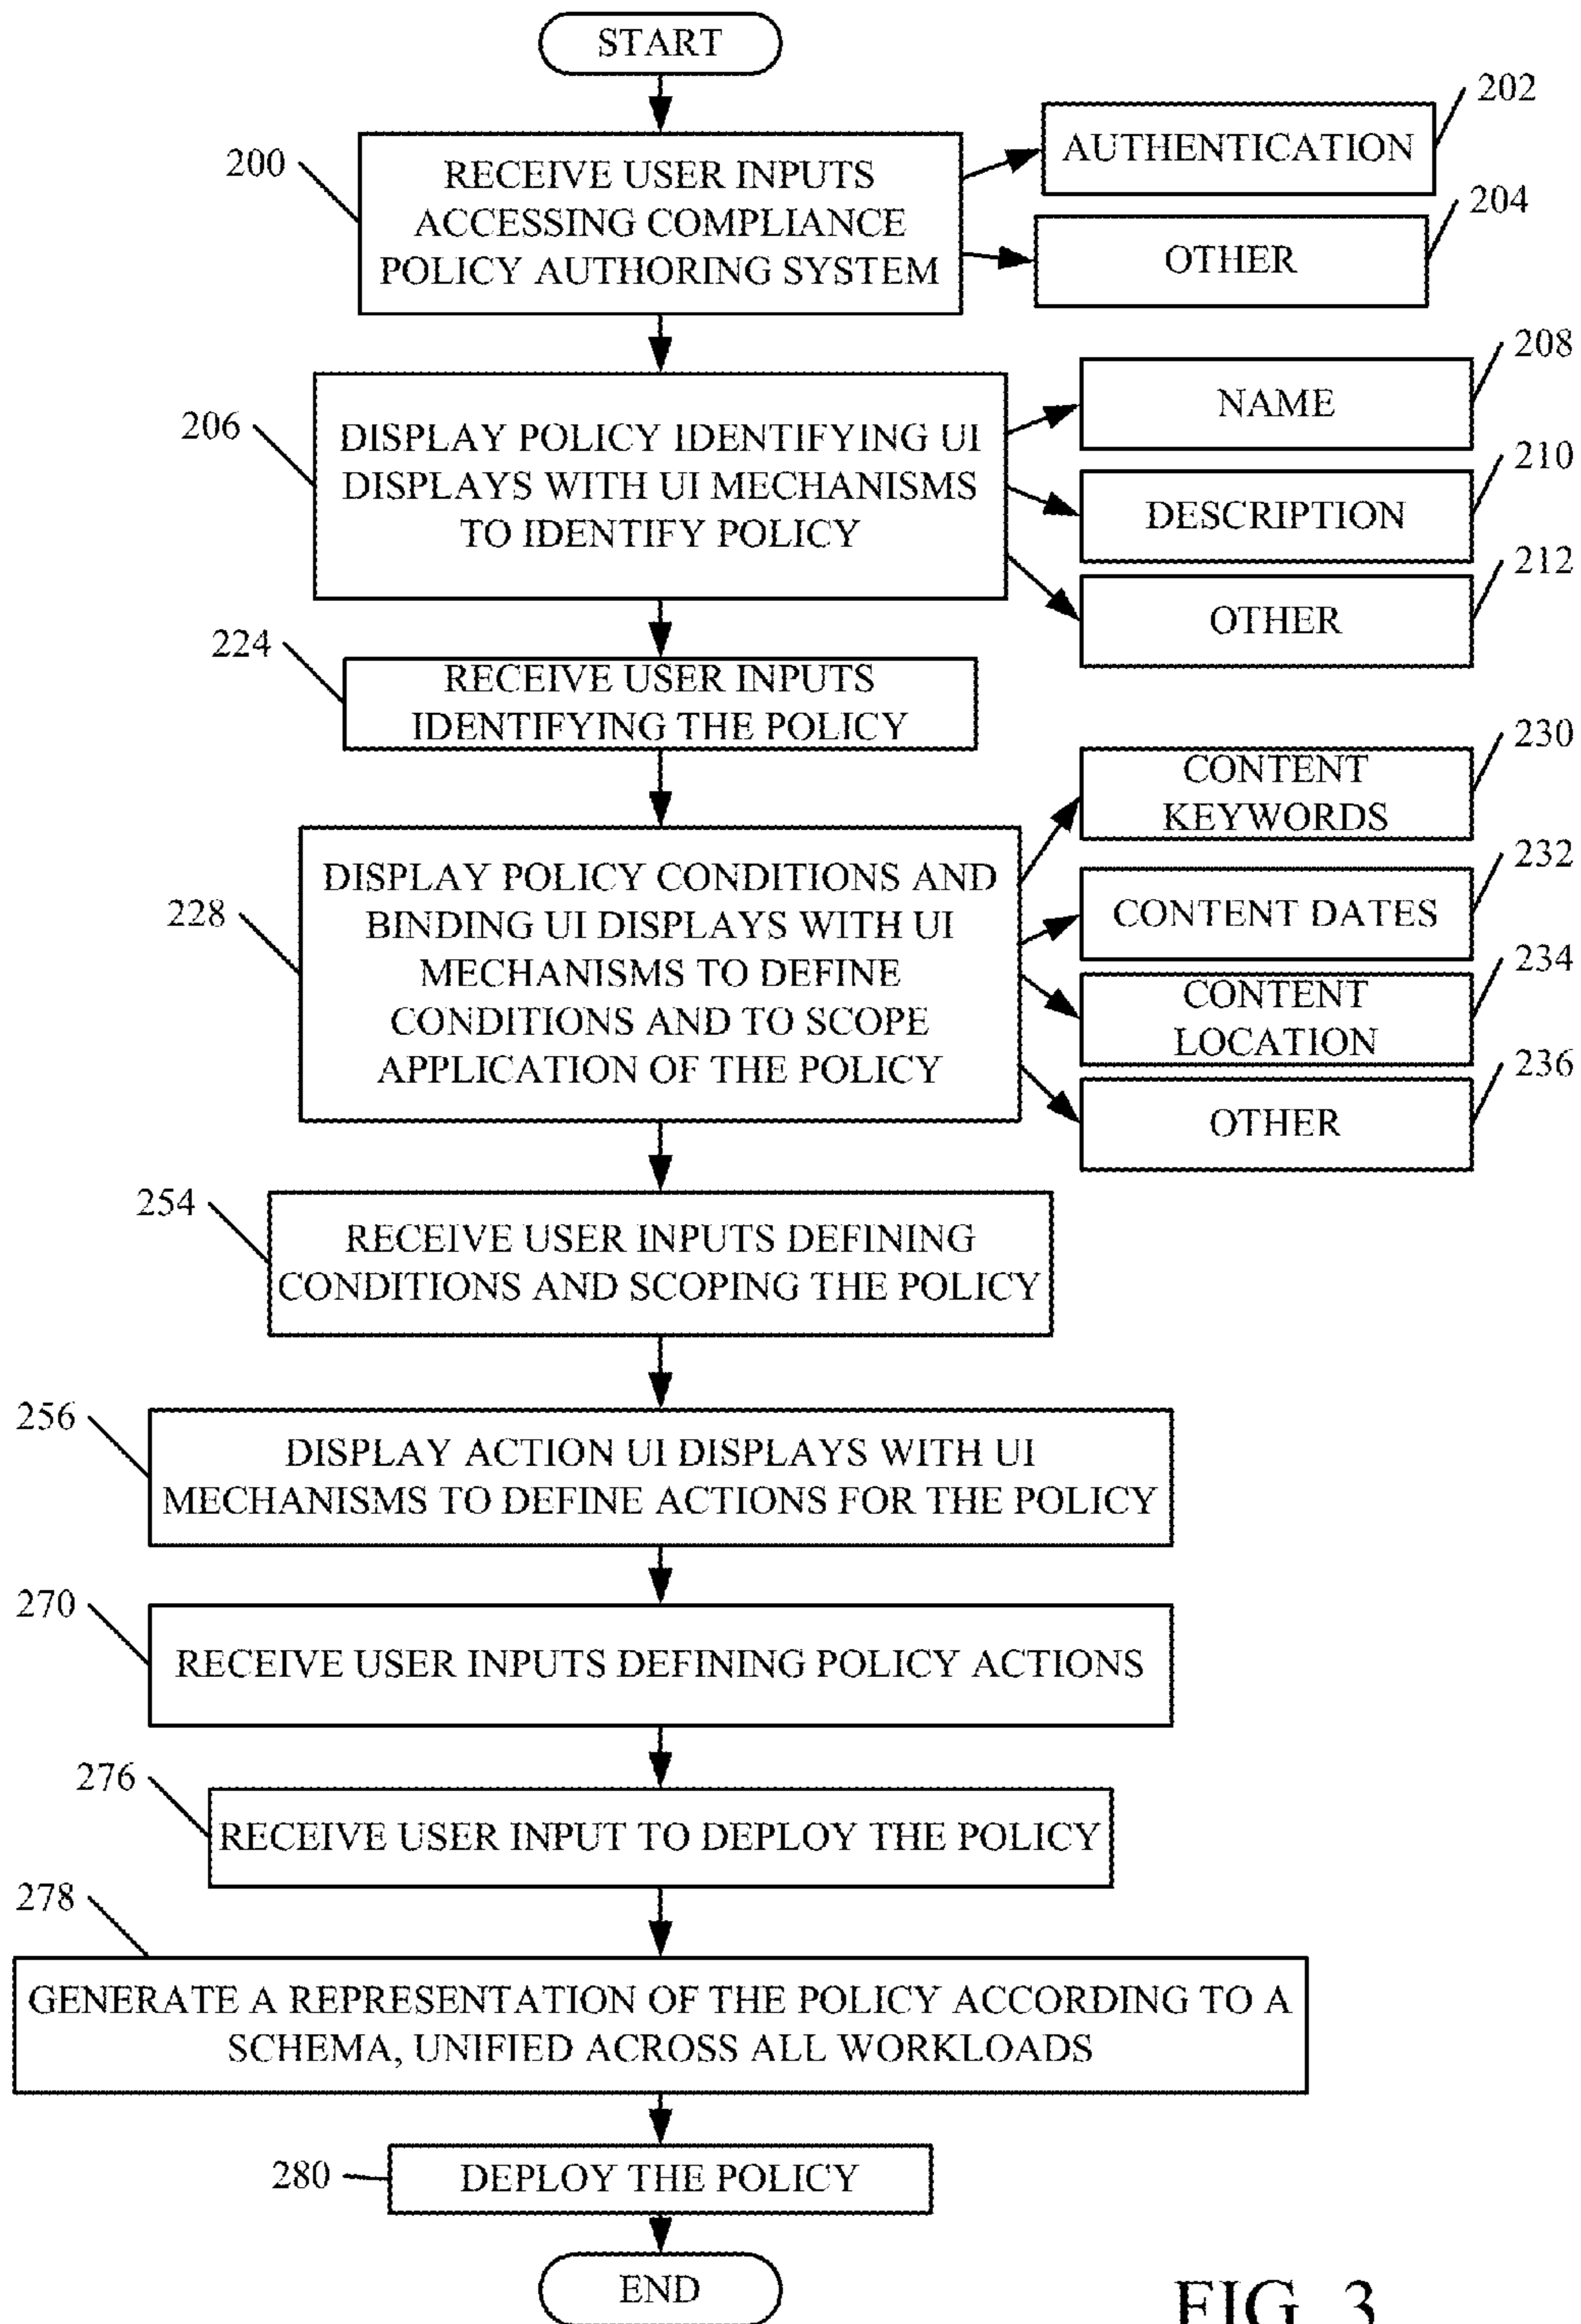 START
200
RECEIVE USER INPUTS
ACCESSING COMPLIANCE
POLICY AUTHORING SYSTEM
AUTHENTICATION
202
OTHER
204
206
DISPLAY POLICY IDENTIFYING UI
DISPLAYS WITH UI MECHANISMS
TO IDENTIFY POLICY
NAME
208
DESCRIPTION
210
OTHER
212
224
RECEIVE USER INPUTS
IDENTIFYING THE POLICY
228
DISPLAY POLICY CONDITIONS AND
BINDING UI DISPLAYS WITH UI
MECHANISMS TO DEFINE
CONDITIONS AND TO SCOPE
APPLICATION OF THE POLICY
CONTENT
KEYWORDS
230
CONTENT DATES
232
CONTENT
LOCATION
234
OTHER
236
254
RECEIVE USER INPUTS DEFINING
CONDITIONS AND SCOPING THE POLICY
256
DISPLAY ACTION UI DISPLAYS WITH UI
MECHANISMS TO DEFINE ACTIONS FOR THE POLICY
270
RECEIVE USER INPUTS DEFINING POLICY ACTIONS
276
RECEIVE USER INPUT TO DEPLOY THE POLICY
278
GENERATE A REPRESENTATION OF THE POLICY ACCORDING TO A
SCHEMA, UNIFIED ACROSS ALL WORKLOADS
280
DEPLOY THE POLICY
END
FIG. 3